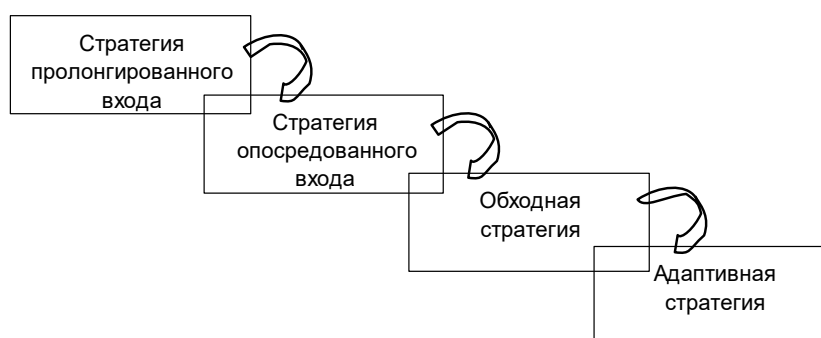 Стратегия
пролонгированного
входа
Стратегия
опосредованного
входа
Обходная
стратегия
Адаптивная
стратегия